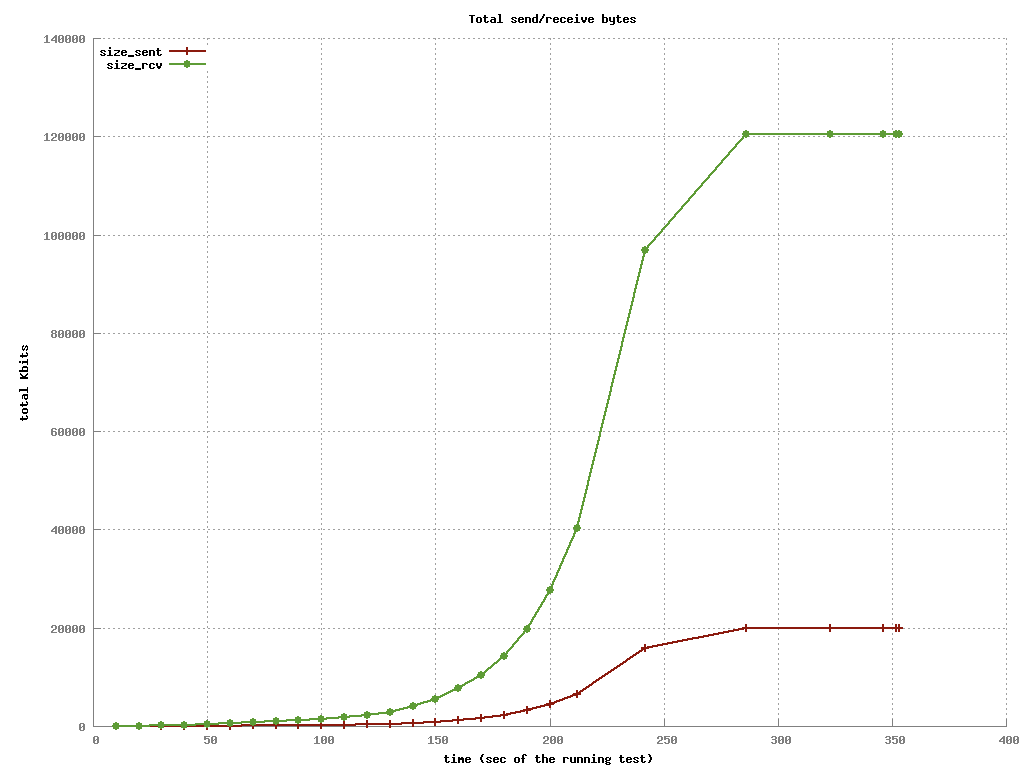 Total send/receive bytes
140000
size_sent
size_rcv
120000
100000
80000
total Kbits
60000
40000
20000
0
0 50 100 150 200 250 300 350 400
time (sec of the running test)